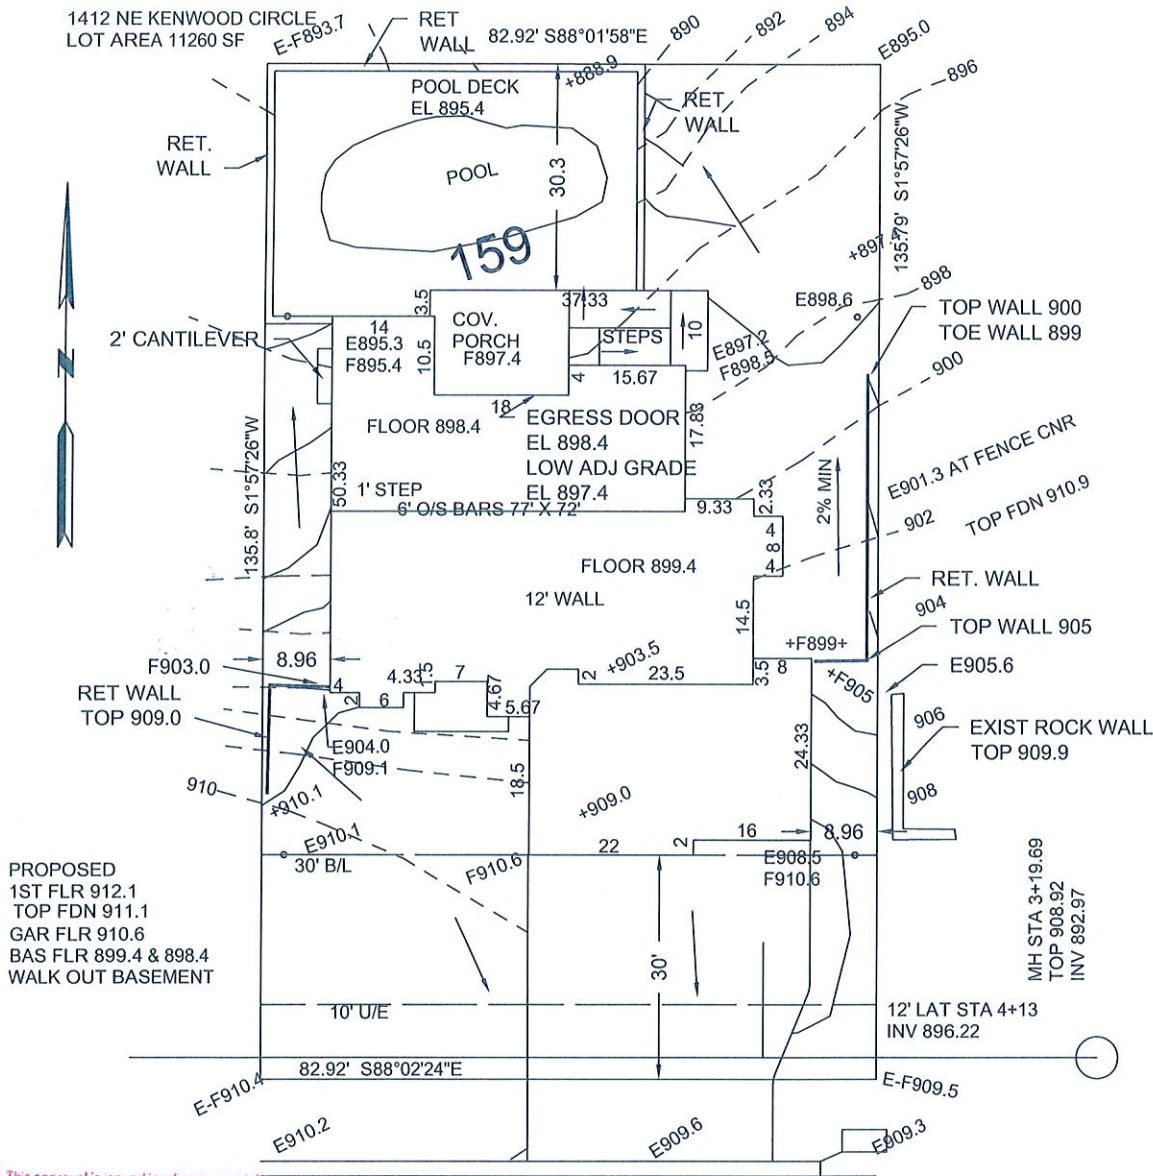 1412 NE KENWOOD CIRCLE
LOT AREA 11260 SF
E-F893.7
RET
WALL
82.92' S88°01'58"E
890
892
894
E895.0
896
+888.9
POOL DECK
EL 895.4
RET
WALL
RET.
WALL
POOL
30.3
135.79' S1°57'26"W
159
+897.4
898
E898.6
TOP WALL 900
TOE WALL 899
3.5
37.33
14
COV.
PORCH
F897.4
STEPS
10
2' CANTILEVER
E895.3
F895.4
10.5
E897.2
F898.5
4
15.67
900
18
FLOOR 898.4
EGRESS DOOR
EL 898.4
LOW ADJ GRADE
EL 897.4
17.83
135.8' S1°57'26"W
50.33
1' STEP
6' O/S BARS 77' X 72'
9.33
2.33
2% MIN
E901.3 AT FENCE CNR
TOP FDN 910.9
902
4
8
4
FLOOR 899.4
12' WALL
14.5
RET. WALL
904
TOP WALL 905
+F899+
F903.0
8.96
+903.5
E905.6
4
4.33
7
2
23.5
3.5
8
+F905
RET WALL
TOP 909.0
2
6
4.67
5.67
906
EXIST ROCK WALL
TOP 909.9
E904.0
F909.1
18.5
24.33
910
+910.1
+909.0
908
E910.1
16
8.96
30' B/L
F910.6
22
2
E908.5
F910.6
PROPOSED
1ST FLR 912.1
TOP FDN 911.1
GAR FLR 910.6
BAS FLR 899.4 & 898.4
WALK OUT BASEMENT
30'
MH STA 3+19.69
TOP 908.92
INV 892.97
10' U/E
12' LAT STA 4+13
INV 896.22
82.92' S88°02'24"E
E-F910.4
E-F909.5
E910.2
E909.6
E909.3